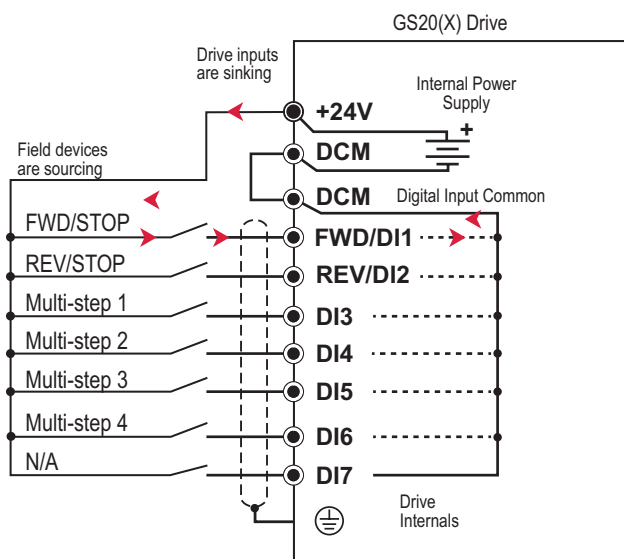 GS20(X) Drive
Drive inputs
are sinking
Internal Power
Supply
+24V
+
DCM
Field devices
are sourcing
DCM
Digital Input Common
FWD/STOP
FWD/DI1
REV/STOP
REV/DI2
Multi-step 1
DI3
Multi-step 2
DI4
Multi-step 3
DI5
Multi-step 4
DI6
N/A
DI7
Drive
Internals